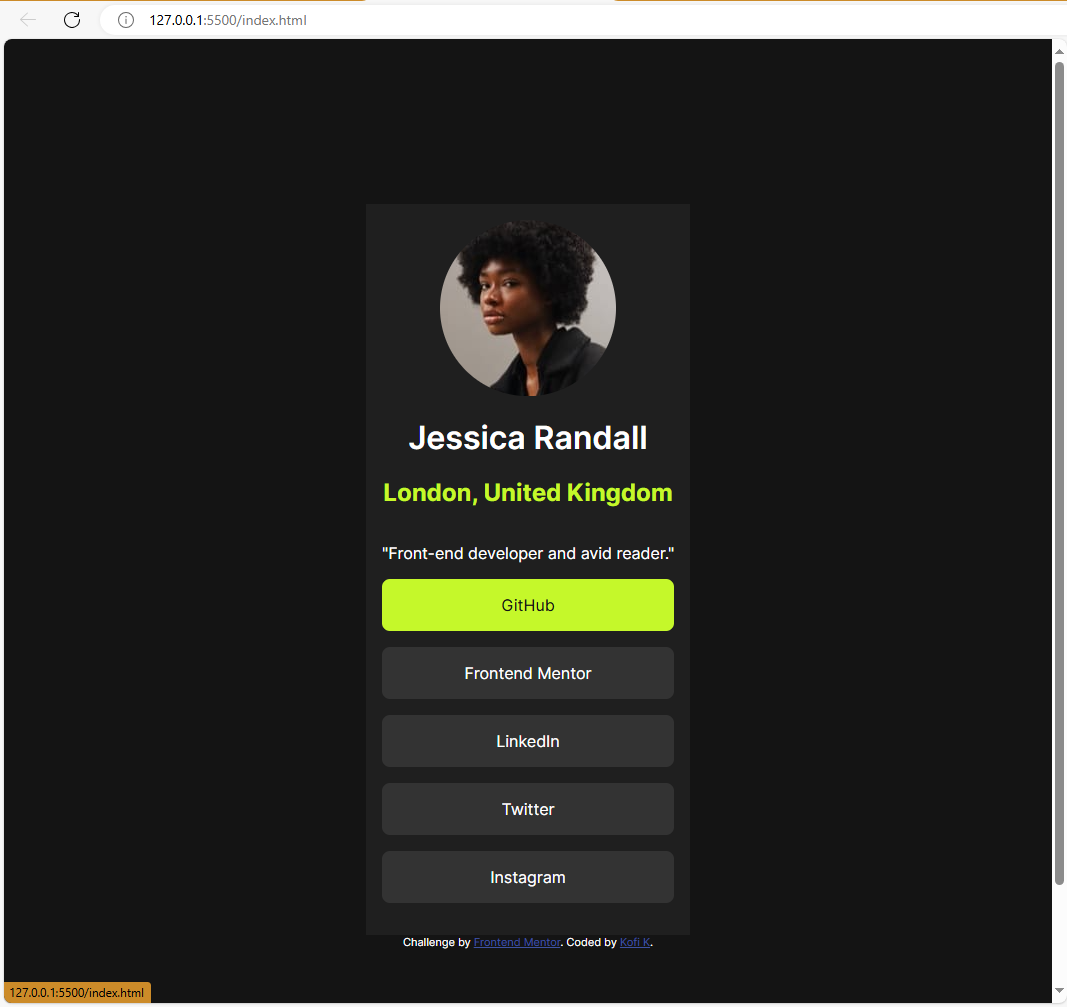 127.0.0.1:5500/index.html
Jessica Randall
London, United Kingdom
"Front-end developer and avid reader."
GitHub
Frontend Mentor
LinkedIn
Twitter
Instagram
Challenge by Frontend Mentor. Coded by Kofi K.
127.0.0.1:5500/index.html